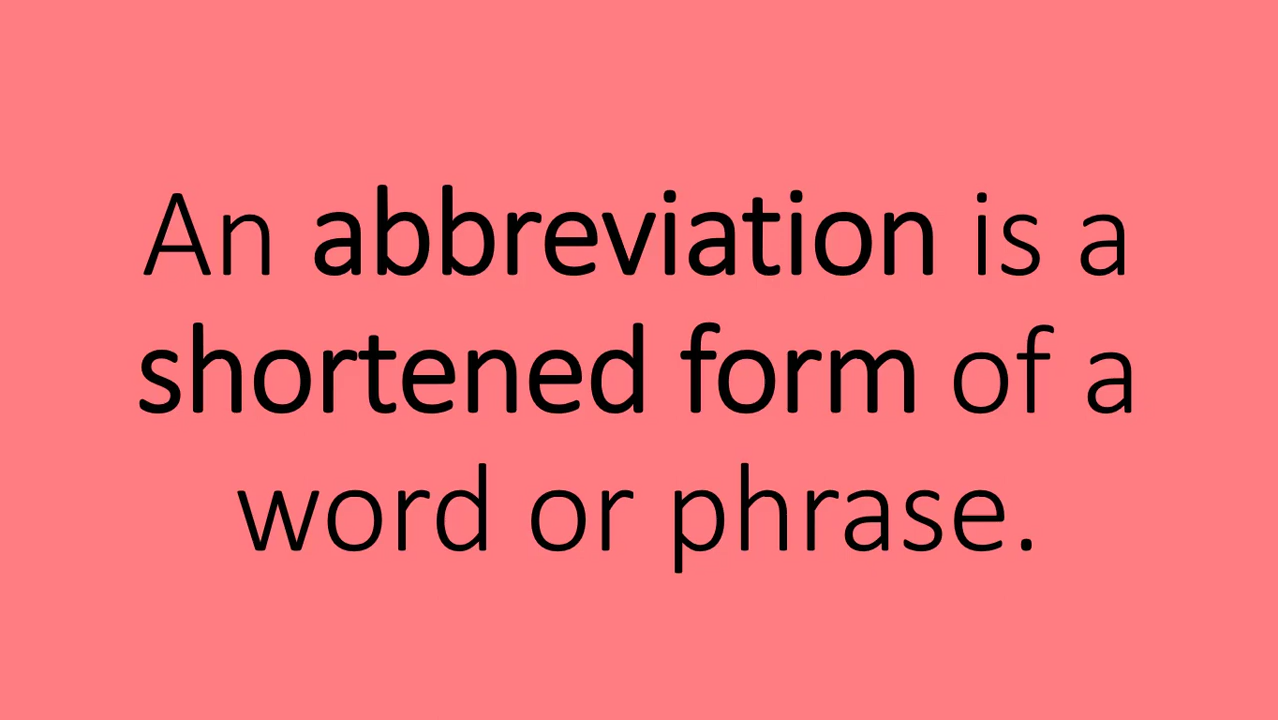 An abbreviation is a
shortened form of a
word or phrase.